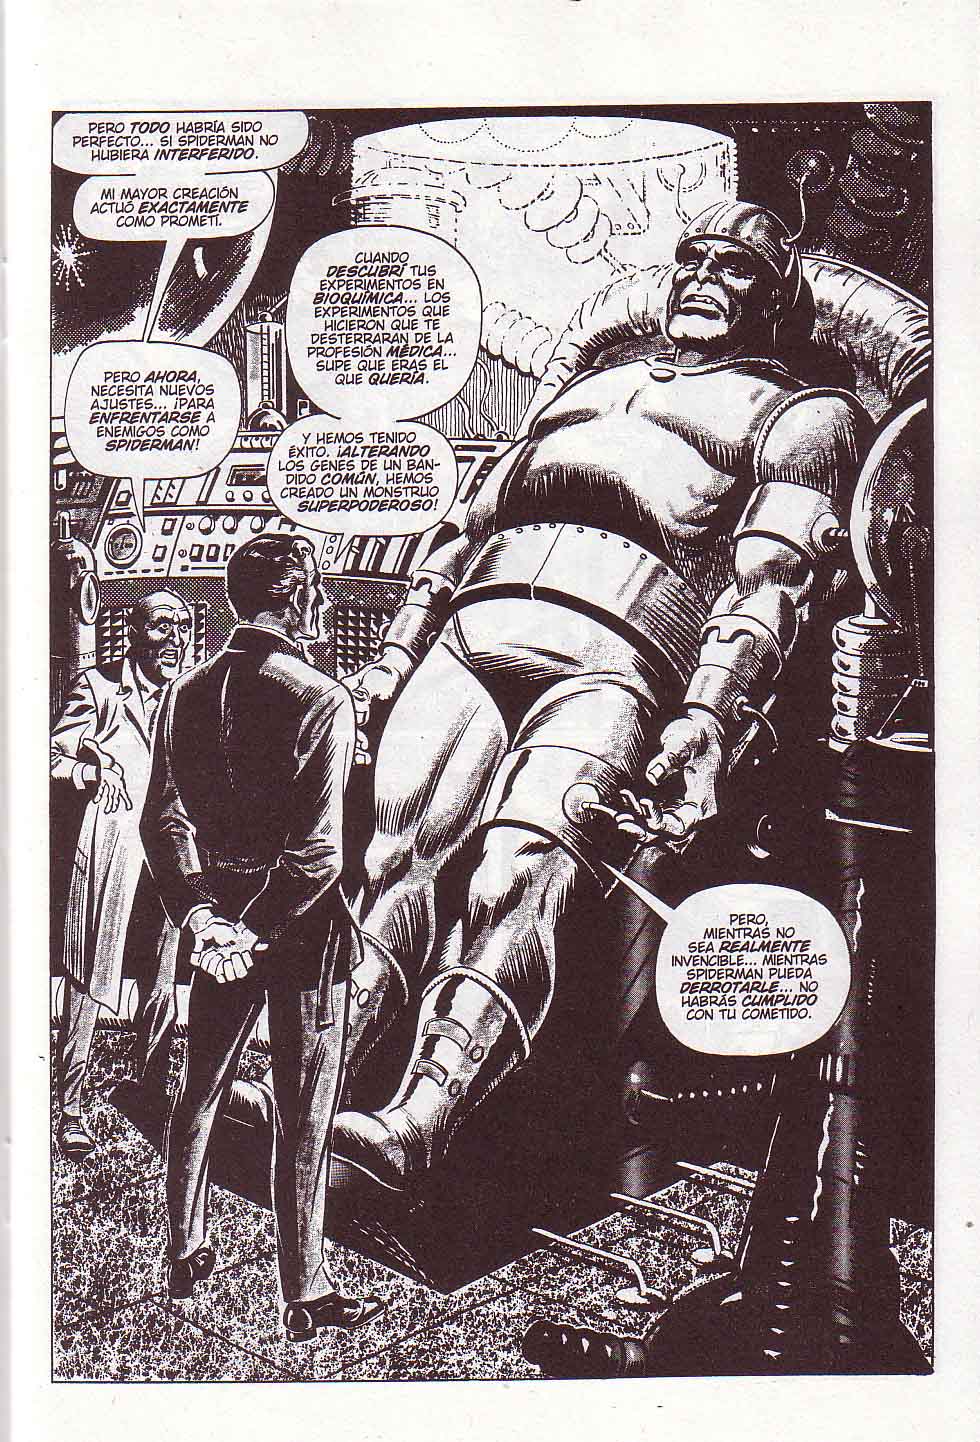 PERO TODO HABRÍA SIDO
PERFECTO... SI SPIDERMAN NO
HUBIERA INTERFERIDO.
MI MAYOR CREACIÓN
ACTUÓ EXACTAMENTE
COMO PROMETÍ.
PERO AHORA,
NECESITA NUEVOS
AJUSTES... ¡PARA
ENFRENTARSE A
ENEMIGOS COMO
SPIDERMAN!
CUANDO
DESCUBRÍ TUS
EXPERIMENTOS EN
BIOQUÍMICA... LOS
EXPERIMENTOS QUE
HICIERON QUE TE
DESTERRARAN DE LA
PROFESIÓN MÉDICA...
SUPE QUE ERAS EL
QUE QUERÍA.
Y HEMOS TENIDO
ÉXITO. ¡ALTERANDO
LOS GENES DE UN BAN-
DIDO COMÚN, HEMOS
CREADO UN MONSTRUO
SUPERPODEROSO!
PERO,
MIENTRAS NO
SEA REALMENTE
INVENCIBLE... MIENTRAS
SPIDERMAN PUEDA
DERROTARLE... NO
HABRÁS CUMPLIDO
CON TU COMETIDO.